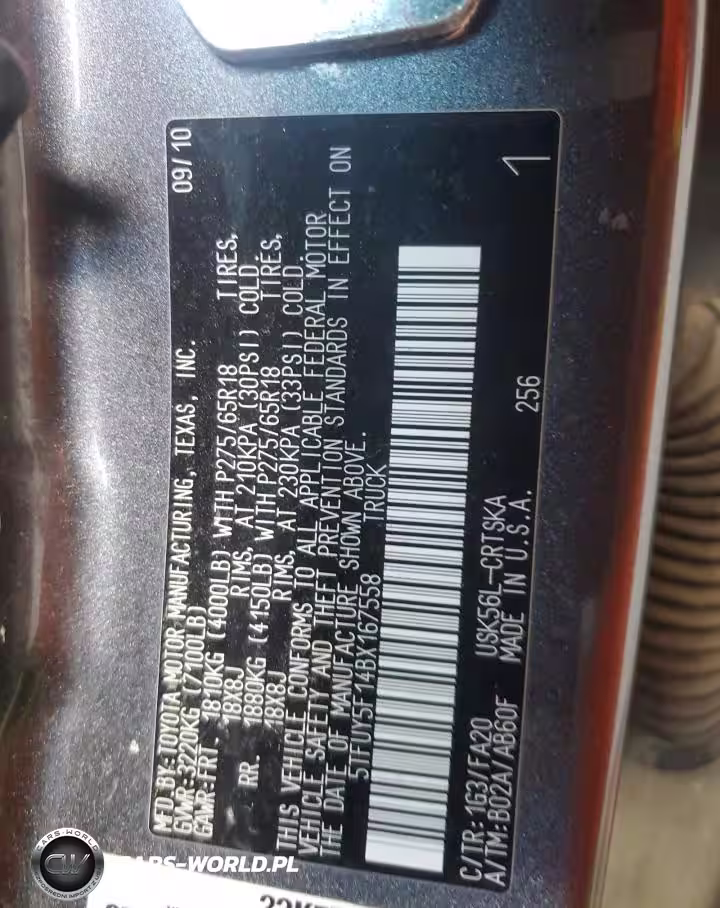 MFD.BY:TOYOTA MOTOR MANUFACTURING, TEXAS, INC. 09/10
GVWR:3220KG(7100LB)
GAWR:FRT 1810KG (4000LB) WITH P275/65R18 TIRES,
18X8J RIMS, AT 210KPA (30PSI) COLD.
RR. 1880KG (4150LB) WITH P275/65R18 TIRES,
18X8J RIMS, AT 230KPA (33PSI) COLD.
THIS VEHICLE CONFORMS TO ALL APPLICABLE FEDERAL MOTOR
VEHICLE SAFETY AND THEFT PREVENTION STANDARDS IN EFFECT ON
THE DATE OF MANUFACTURE SHOWN ABOVE.
5TFUY5F14BX167558 TRUCK
C/TR:1G3/FA20 USK56L-CRTSKA 256 1
A/TM:B02A/AB60F MADE IN U.S.A.
CARS-WORLD.PL
CARS-WORLD
CW